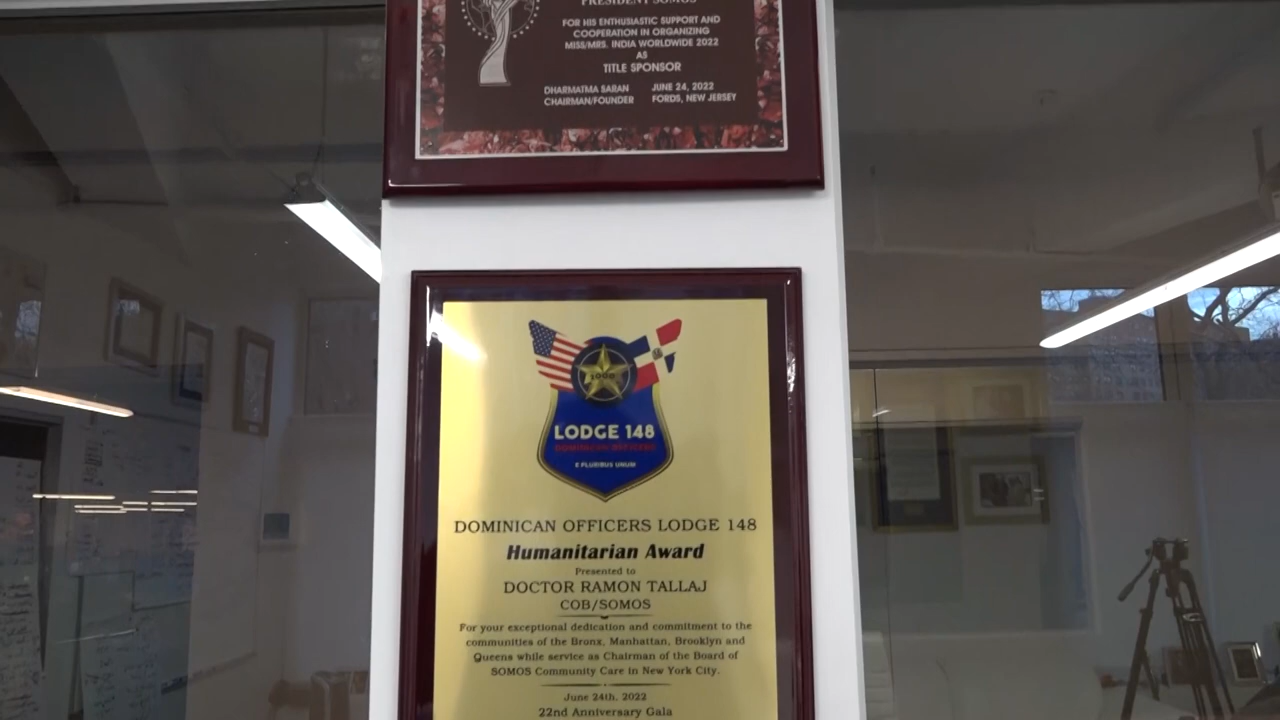 PRESIDENT SOMOS
FOR HIS ENTHUSIASTIC SUPPORT AND
COOPERATION IN ORGANIZING
MISS/MRS. INDIA WORLDWIDE 2022
AS
TITLE SPONSOR
DHARMATMA SARAN JUNE 24, 2022
CHAIRMAN/FOUNDER FORDS, NEW JERSEY
1000
LODGE 148
DOMINICAN OFFICERS
E PLURIBUS UNUM
DOMINICAN OFFICERS LODGE 148
Humanitarian Award
Presented to
DOCTOR RAMON TALLAJ
COB/SOMOS
For your exceptional dedication and commitment to the
communities of the Bronx, Manhattan, Brooklyn and
Queens while service as Chairman of the Board of
SOMOS Community Care in New York City.
June 24th, 2022
22nd Anniversary Gala